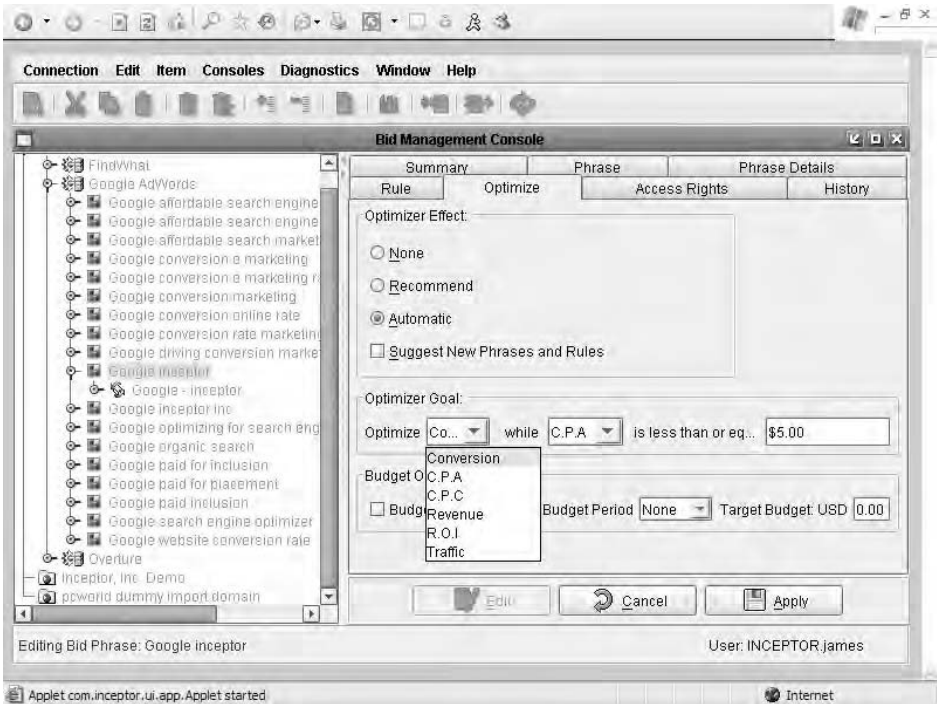 Connection Edit Item Consoles Diagnostics Window Help
Bid Management Console
FindWhat
Google AdWords
Google affordable search engine
Google affordable search engine
Google affordable search market
Google conversion e marketing
Google conversion e marketing r
Google conversion marketing
Google conversion online rate
Google conversion rate marketing
Google driving conversion marke
Google inceptor
Google - inceptor
Google inceptor inc
Google optimizing for search eng
Google organic search
Google paid for inclusion
Google paid for placement
Google paid inclusion
Google search engine optimizer
Google website conversion rate
Overture
Inceptor, Inc. Demo
pcworld dummy import domain
Summary Phrase Phrase Details
Rule Optimize Access Rights History
Optimizer Effect:
None
Recommend
Automatic
Suggest New Phrases and Rules
Optimizer Goal:
Optimize Co... while C.P.A is less than or eq... $5.00
Conversion
C.P.A
C.P.C
Revenue
R.O.I
Traffic
Budget O
Budg Budget Period None Target Budget: USD 0.00
Edit Cancel Apply
Editing Bid Phrase: Google inceptor User: INCEPTOR.james
Applet com.inceptor.ui.app.Applet started Internet